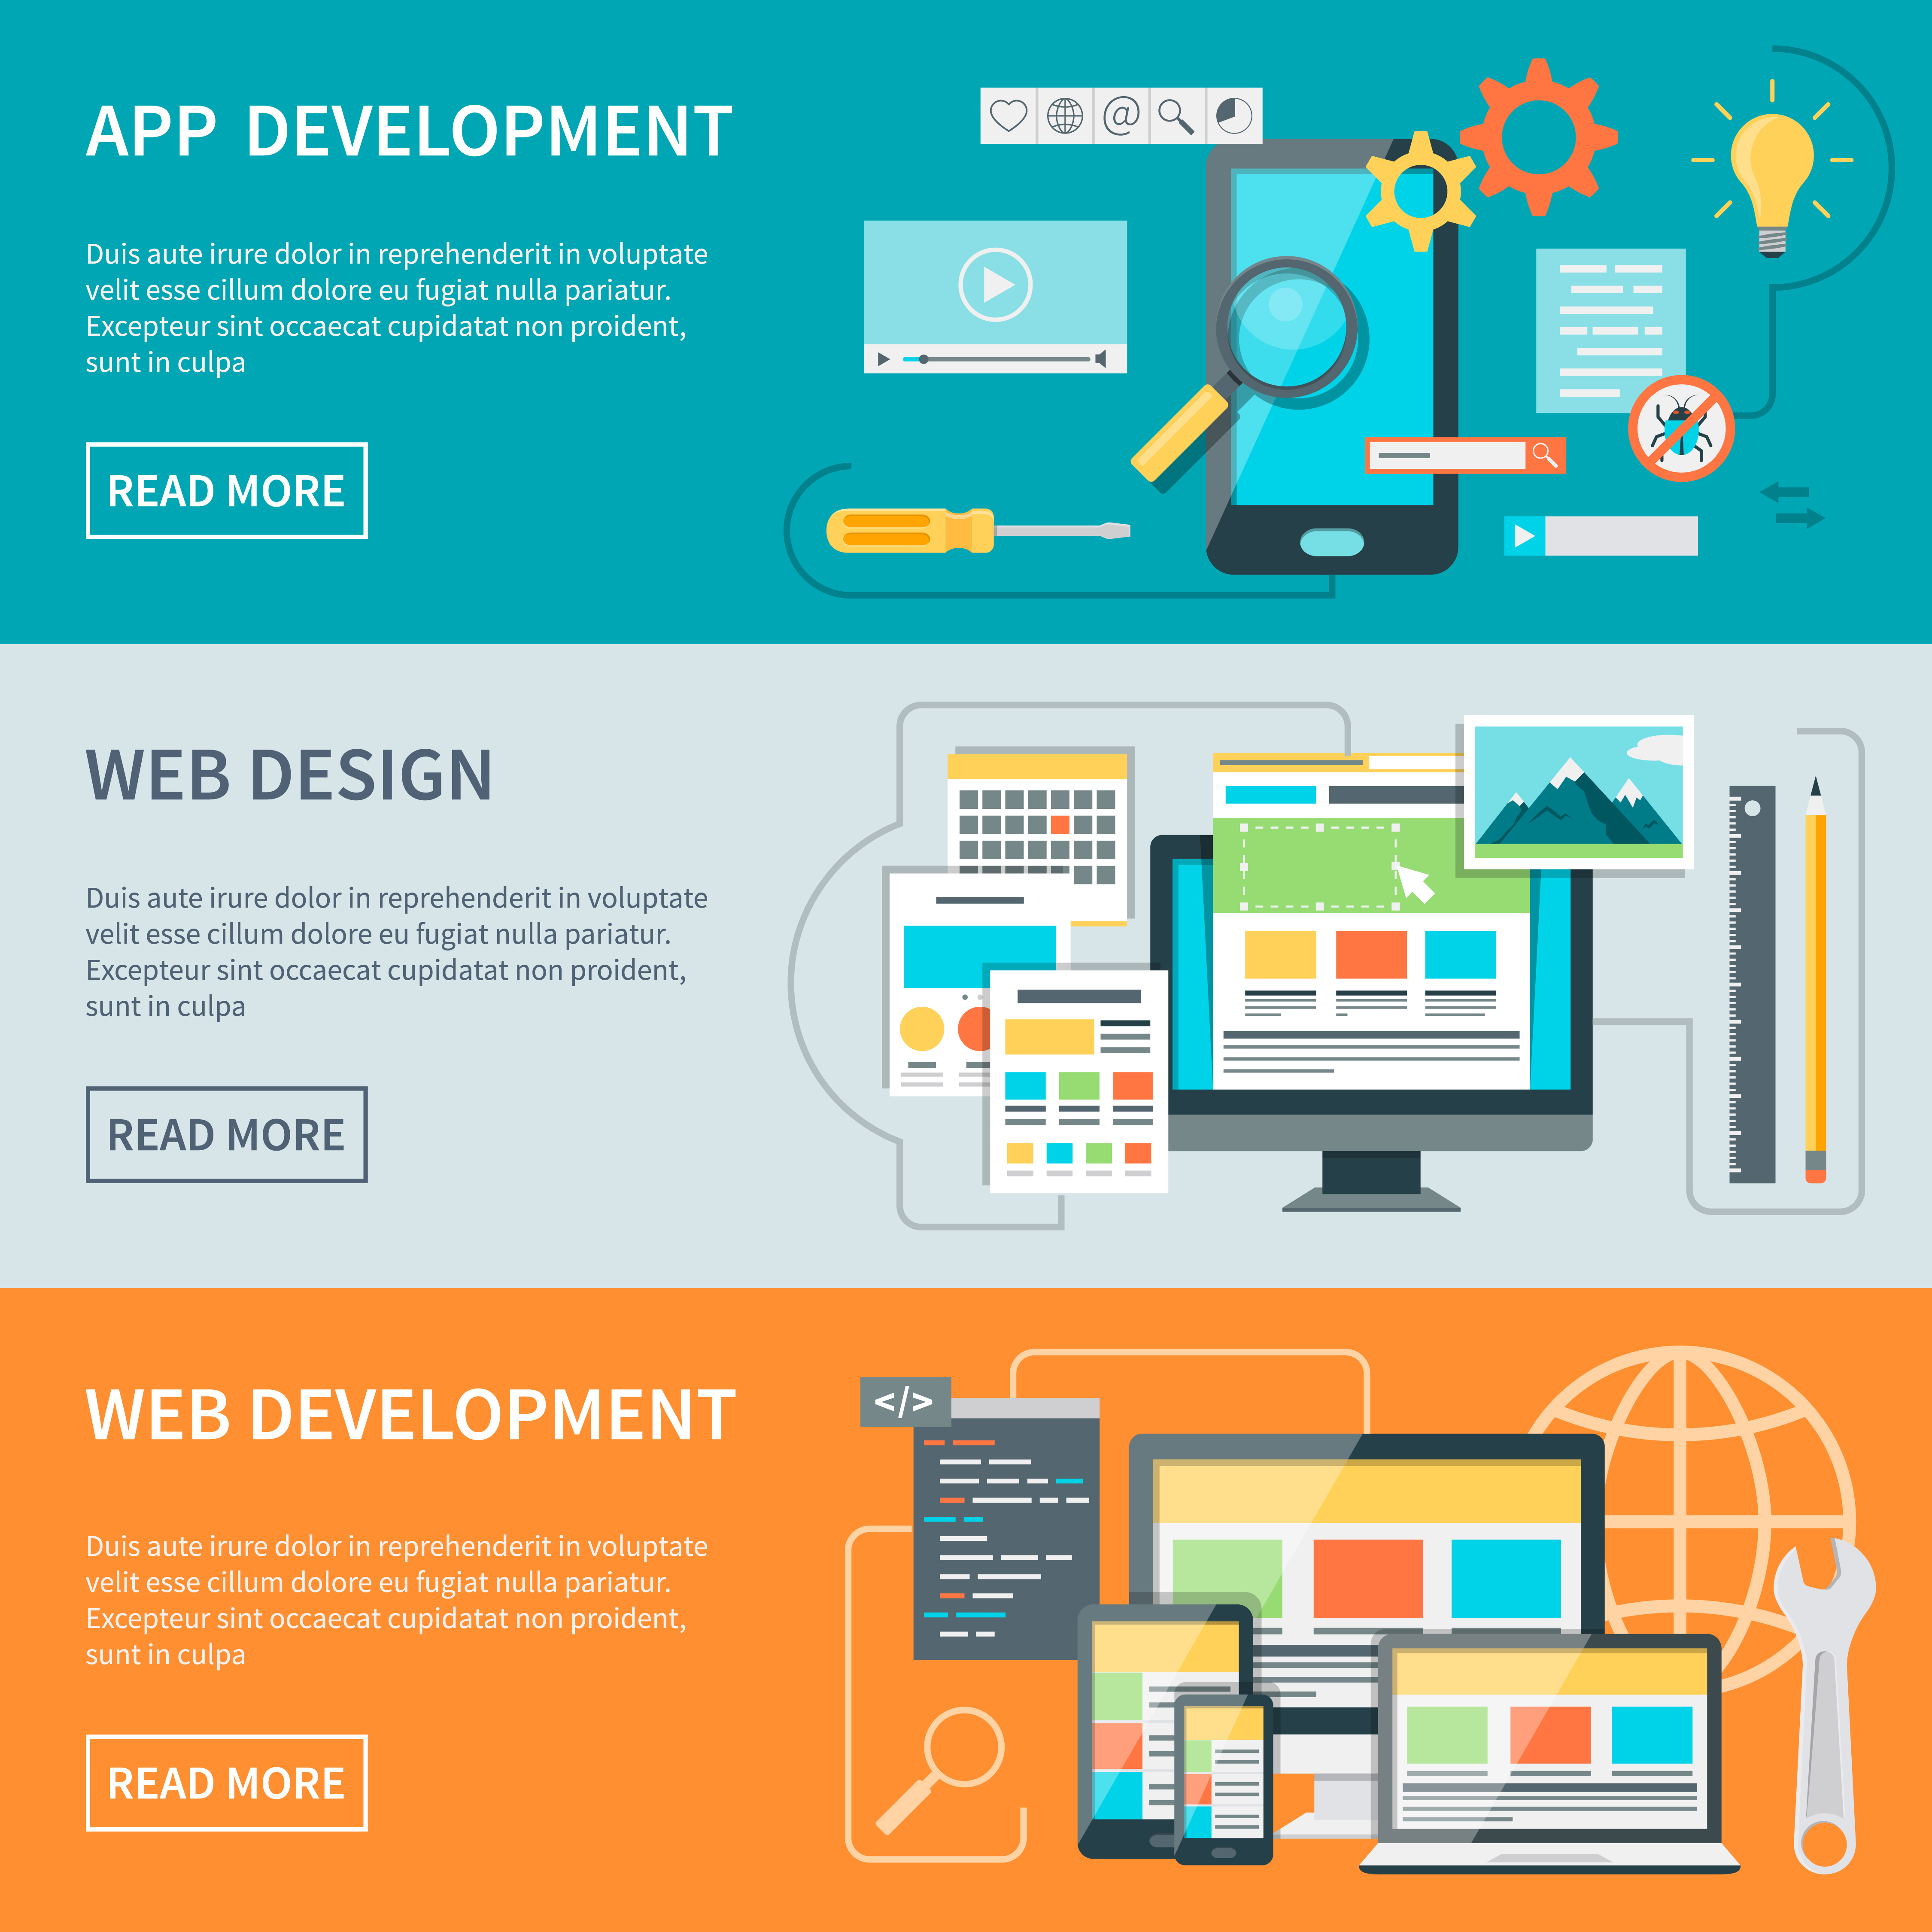 APP DEVELOPMENT
Duis aute irure dolor in reprehenderit in voluptate
velit esse cillum dolore eu fugiat nulla pariatur.
Excepteur sint occaecat cupidatat non proident,
sunt in culpa
READ MORE
@
WEB DESIGN
Duis aute irure dolor in reprehenderit in voluptate
velit esse cillum dolore eu fugiat nulla pariatur.
Excepteur sint occaecat cupidatat non proident,
sunt in culpa
READ MORE
WEB DEVELOPMENT
Duis aute irure dolor in reprehenderit in voluptate
velit esse cillum dolore eu fugiat nulla pariatur.
Excepteur sint occaecat cupidatat non proident,
sunt in culpa
READ MORE
</>